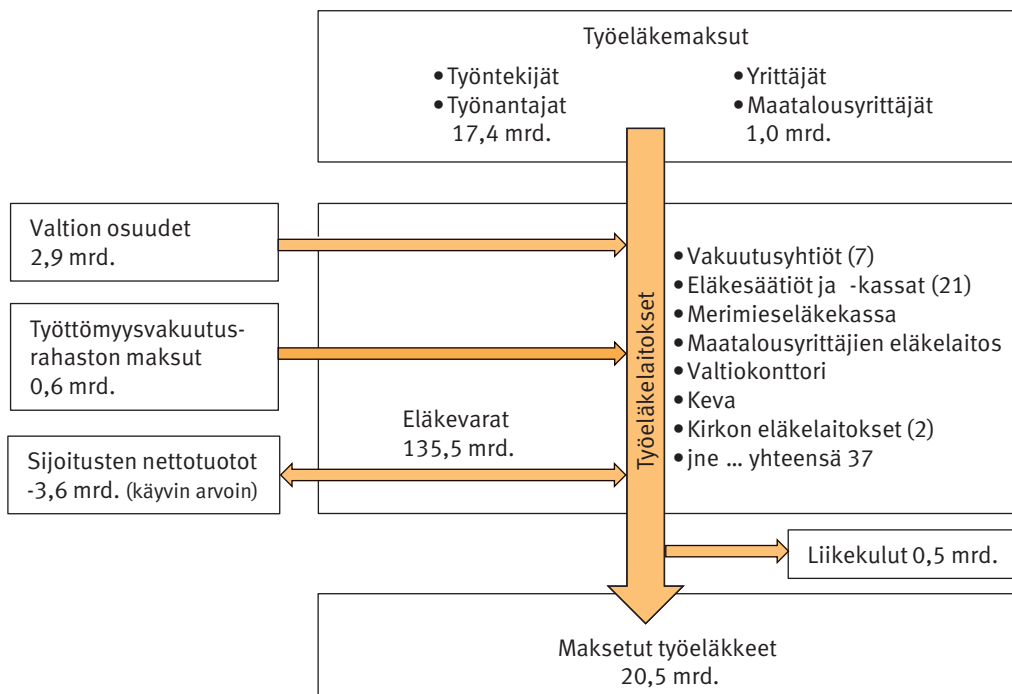 Työeläkemaksut
• Työntekijät
• Työnantajat
17,4 mrd.
• Yrittäjät
• Maatalousyrittäjät
1,0 mrd.
Valtion osuudet
2,9 mrd.
Työttömyysvakuutus-
rahaston maksut
0,6 mrd.
Sijoitusten nettotuotot
-3,6 mrd. (käyvin arvoin)
Eläkevarat
135,5 mrd.
Työeläkelaitokset
• Vakuutusyhtiöt (7)
• Eläkesäätiöt ja -kassat (21)
• Merimieseläkekassa
• Maatalousyrittäjien eläkelaitos
• Valtiokonttori
• Keva
• Kirkon eläkelaitokset (2)
• jne ... yhteensä 37
Liikekulut 0,5 mrd.
Maksetut työeläkkeet
20,5 mrd.